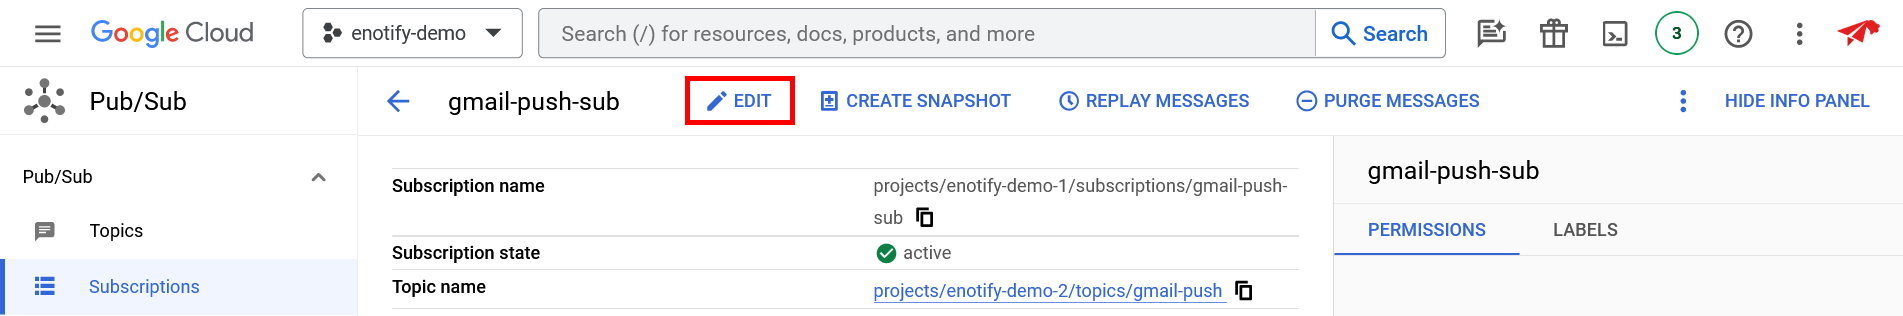 Google Cloud
enotify-demo
Search (/) for resources, docs, products, and more
Search
3
Pub/Sub
gmail-push-sub
EDIT
CREATE SNAPSHOT
REPLAY MESSAGES
PURGE MESSAGES
HIDE INFO PANEL
Pub/Sub
Topics
Subscriptions
Subscription name
projects/enotify-demo-1/subscriptions/gmail-push-
sub
Subscription state
active
Topic name
projects/enotify-demo-2/topics/gmail-push
gmail-push-sub
PERMISSIONS
LABELS